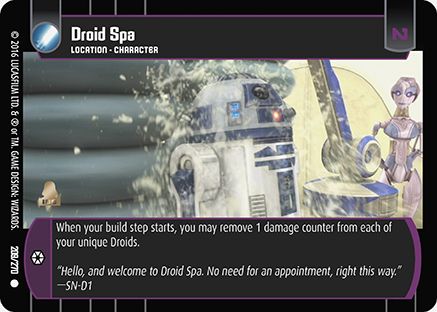 Droid Spa
LOCATION - CHARACTER
2
When your build step starts, you may remove 1 damage counter from each of
your unique Droids.
"Hello, and welcome to Droid Spa. No need for an appointment, right this way."
—SN-D1
© 2016 LUCASFILM LTD. & ® or TM. GAME DESIGN: WIZARDS.